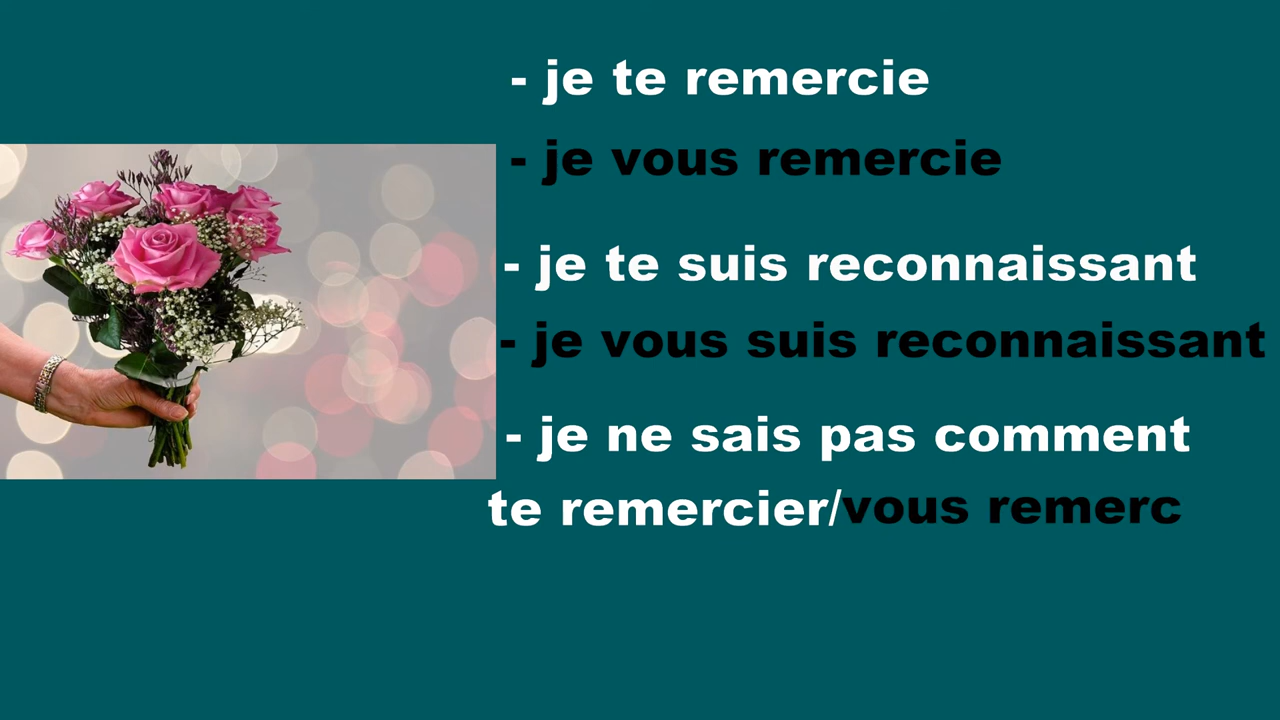 - je te remercie
- je vous remercie
- je te suis reconnaissant
- je vous suis reconnaissant
- je ne sais pas comment
te remercier/vous remerc